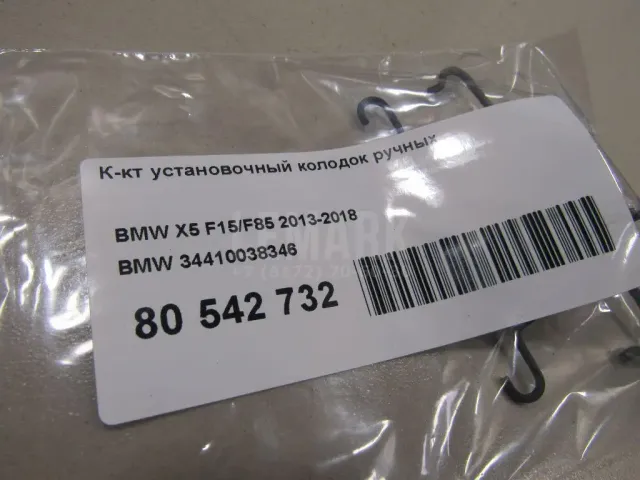 К-кт установочный колодок ручных
BMW X5 F15/F85 2013-2018
BMW 34410038346
80 542 732